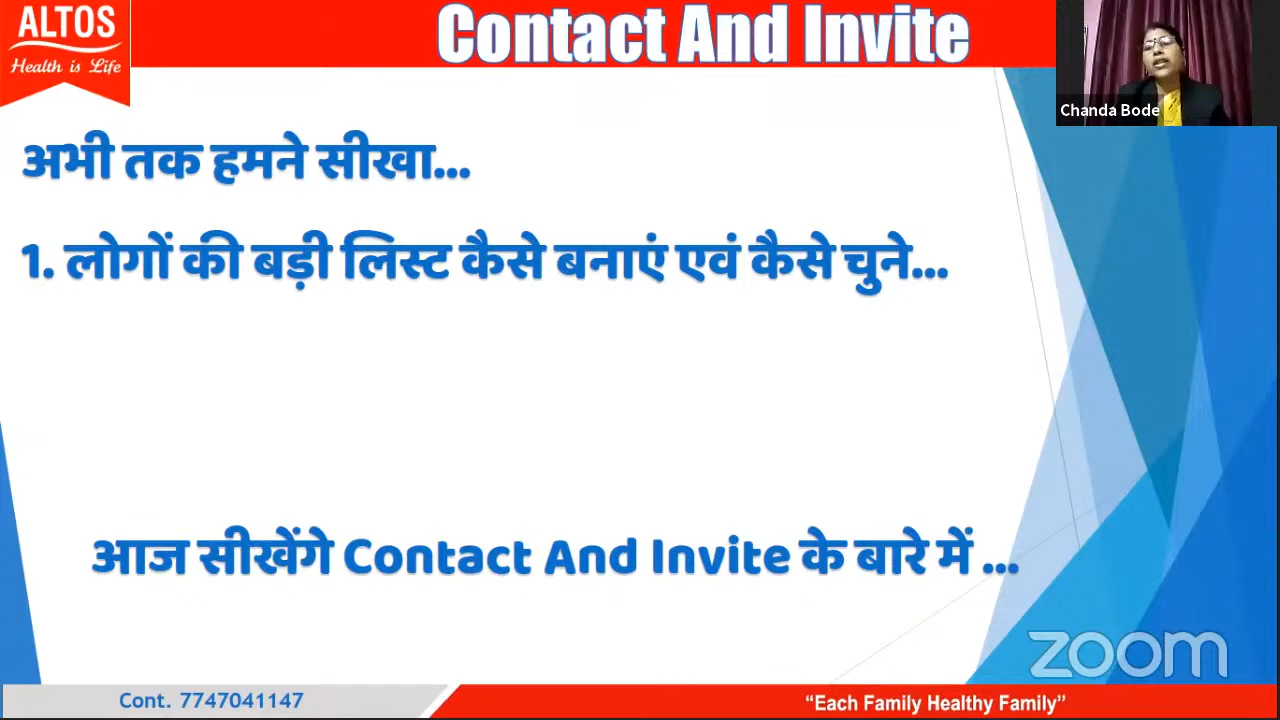 ALTOS
Health is Life
Contact And Invite
Chanda Bode
अभी तक हमने सीखा...
1. लोगों की बड़ी लिस्ट कैसे बनाएं एवं कैसे चुने...
आज सीखेंगे Contact And Invite के बारे में ...
zoom
Cont. 7747041147
“Each Family Healthy Family”